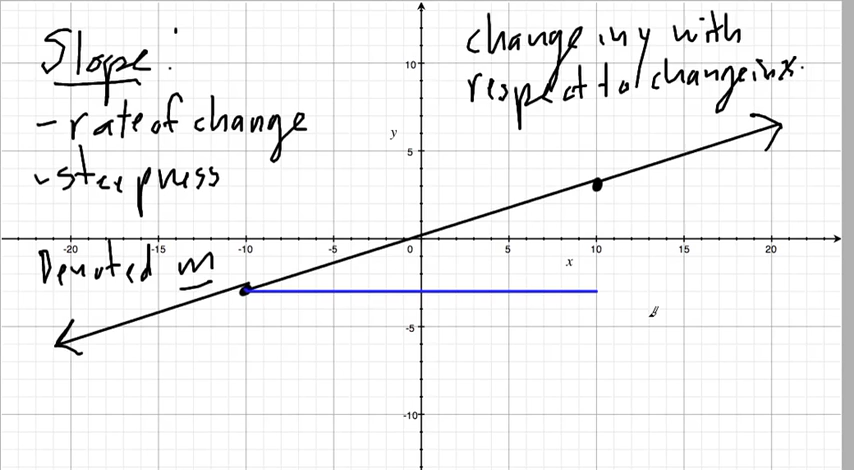 Slope:
- rate of change
- steepness
Denoted m
change in y with
respect to change in x.
y
x
10
5
-5
-10
-20
-15
-10
-5
0
5
10
15
20